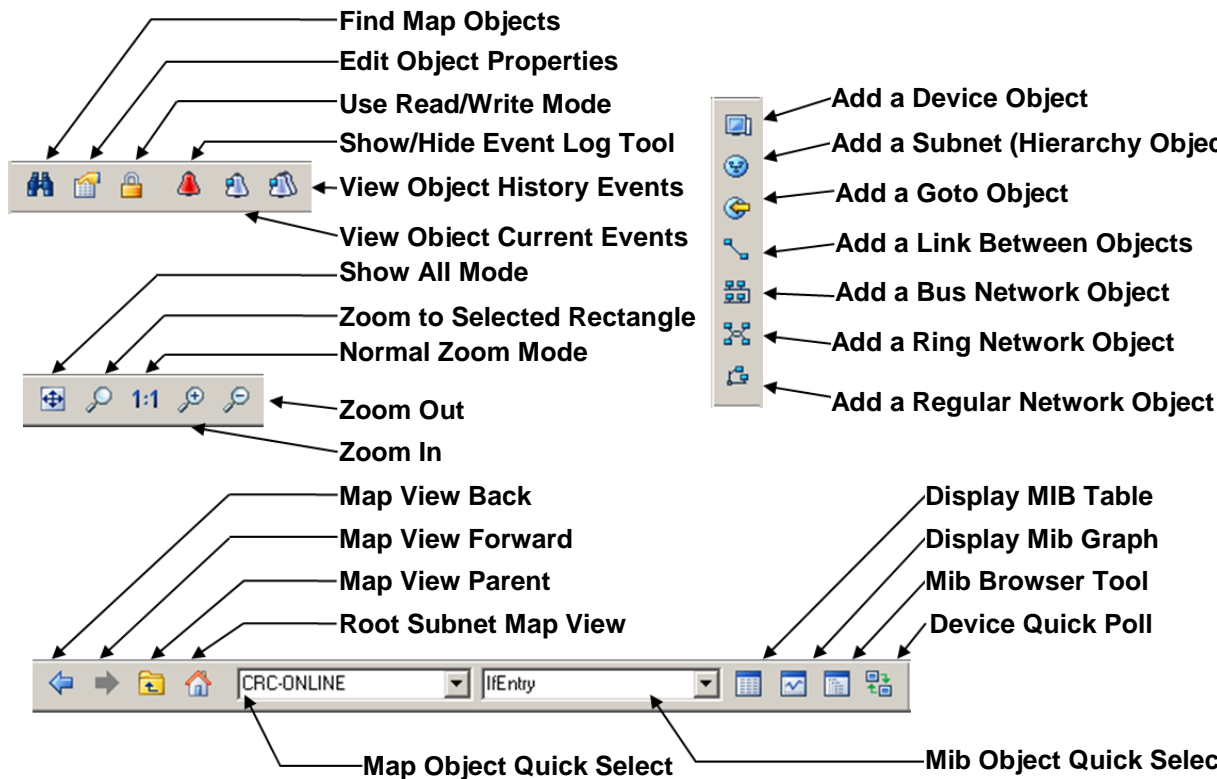 Find Map Objects
Edit Object Properties
Use Read/Write Mode
Show/Hide Event Log Tool
View Object History Events
View Object Current Events
Show All Mode
Zoom to Selected Rectangle
Normal Zoom Mode
1:1
Zoom Out
Zoom In
Add a Device Object
Add a Subnet (Hierarchy Objec
Add a Goto Object
Add a Link Between Objects
Add a Bus Network Object
Add a Ring Network Object
Add a Regular Network Object
Map View Back
Map View Forward
Map View Parent
Root Subnet Map View
Display MIB Table
Display Mib Graph
Mib Browser Tool
Device Quick Poll
CRC-ONLINE
IfEntry
Map Object Quick Select
Mib Object Quick Selec